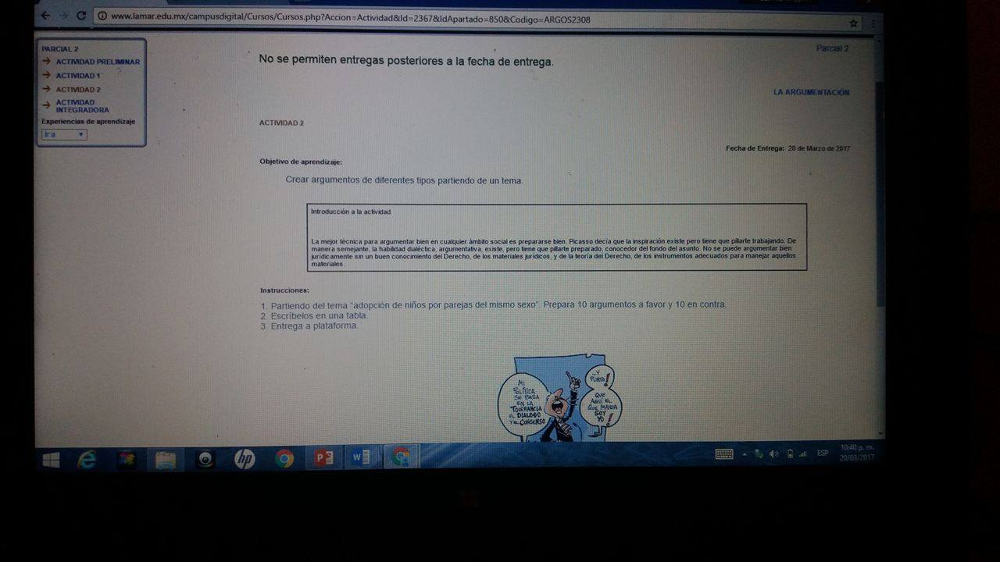 www.lamar.edu.mx/campusdigital/Cursos/Cursos.php?Accion=Actividad&Id=2367&IdApartado=850&Codigo=ARGOS2308
PARCIAL 2
ACTIVIDAD PRELIMINAR
ACTIVIDAD 1
ACTIVIDAD 2
ACTIVIDAD
INTEGRADORA
Experiencias de aprendizaje
Ir a
No se permiten entregas posteriores a la fecha de entrega.
Parcial 2
LA ARGUMENTACIÓN
ACTIVIDAD 2
Fecha de Entrega: 20 de Marzo de 2017
Objetivo de aprendizaje:
Crear argumentos de diferentes tipos partiendo de un tema.
Introducción a la actividad
La mejor técnica para argumentar bien en cualquier ámbito social es prepararse bien. Picasso decía que la inspiración existe pero tiene que pillarte trabajando. De
manera semejante, la habilidad dialéctica, argumentativa, existe, pero tiene que pillarte preparado, conocedor del fondo del asunto. No se puede argumentar bien
jurídicamente sin un buen conocimiento del Derecho, de los materiales jurídicos, y de la teoría del Derecho, de los instrumentos adecuados para manejar aquellos
materiales.
Instrucciones:
1. Partiendo del tema "adopción de niños por parejas del mismo sexo". Prepara 10 argumentos a favor y 10 en contra.
2. Escríbelos en una tabla.
3. Entrega a plataforma.
MI
POLÍTICA
SE BASA
EN LA
TOLERANCIA
EL DIALOGO
Y EL CONSENSO
...Y
PUNTO!
QUE
AQUÍ EL
QUE MANDA
SOY
YO!
hp
ESP
10:40 p. m.
20/03/2017